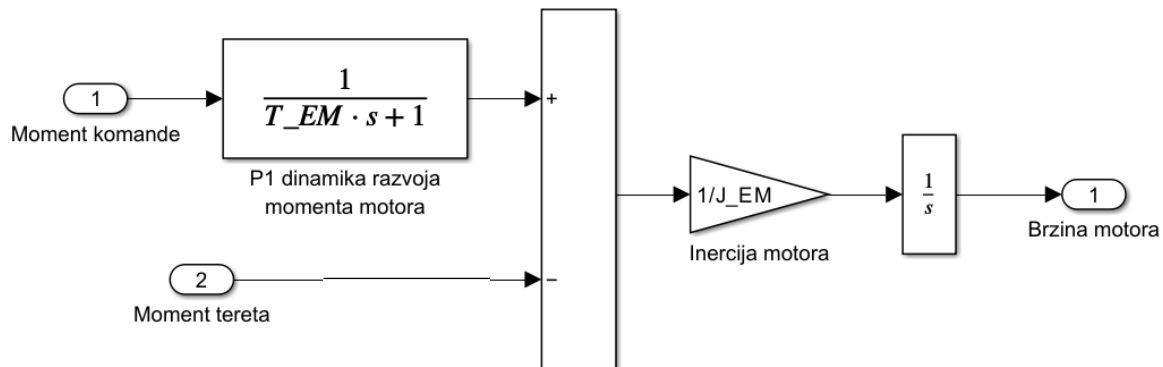 1
Moment komande
1
T_EM · s + 1
P1 dinamika razvoja
momenta motora
+
−
2
Moment tereta
1/J_EM
Inercija motora
1
s
1
Brzina motora